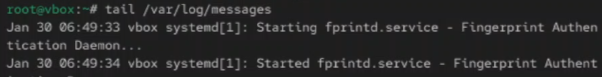 root@vbox:~# tail /var/log/messages
Jan 30 06:49:33 vbox systemd[1]: Starting fprintd.service - Fingerprint Authen
tication Daemon...
Jan 30 06:49:34 vbox systemd[1]: Started fprintd.service - Fingerprint Authent